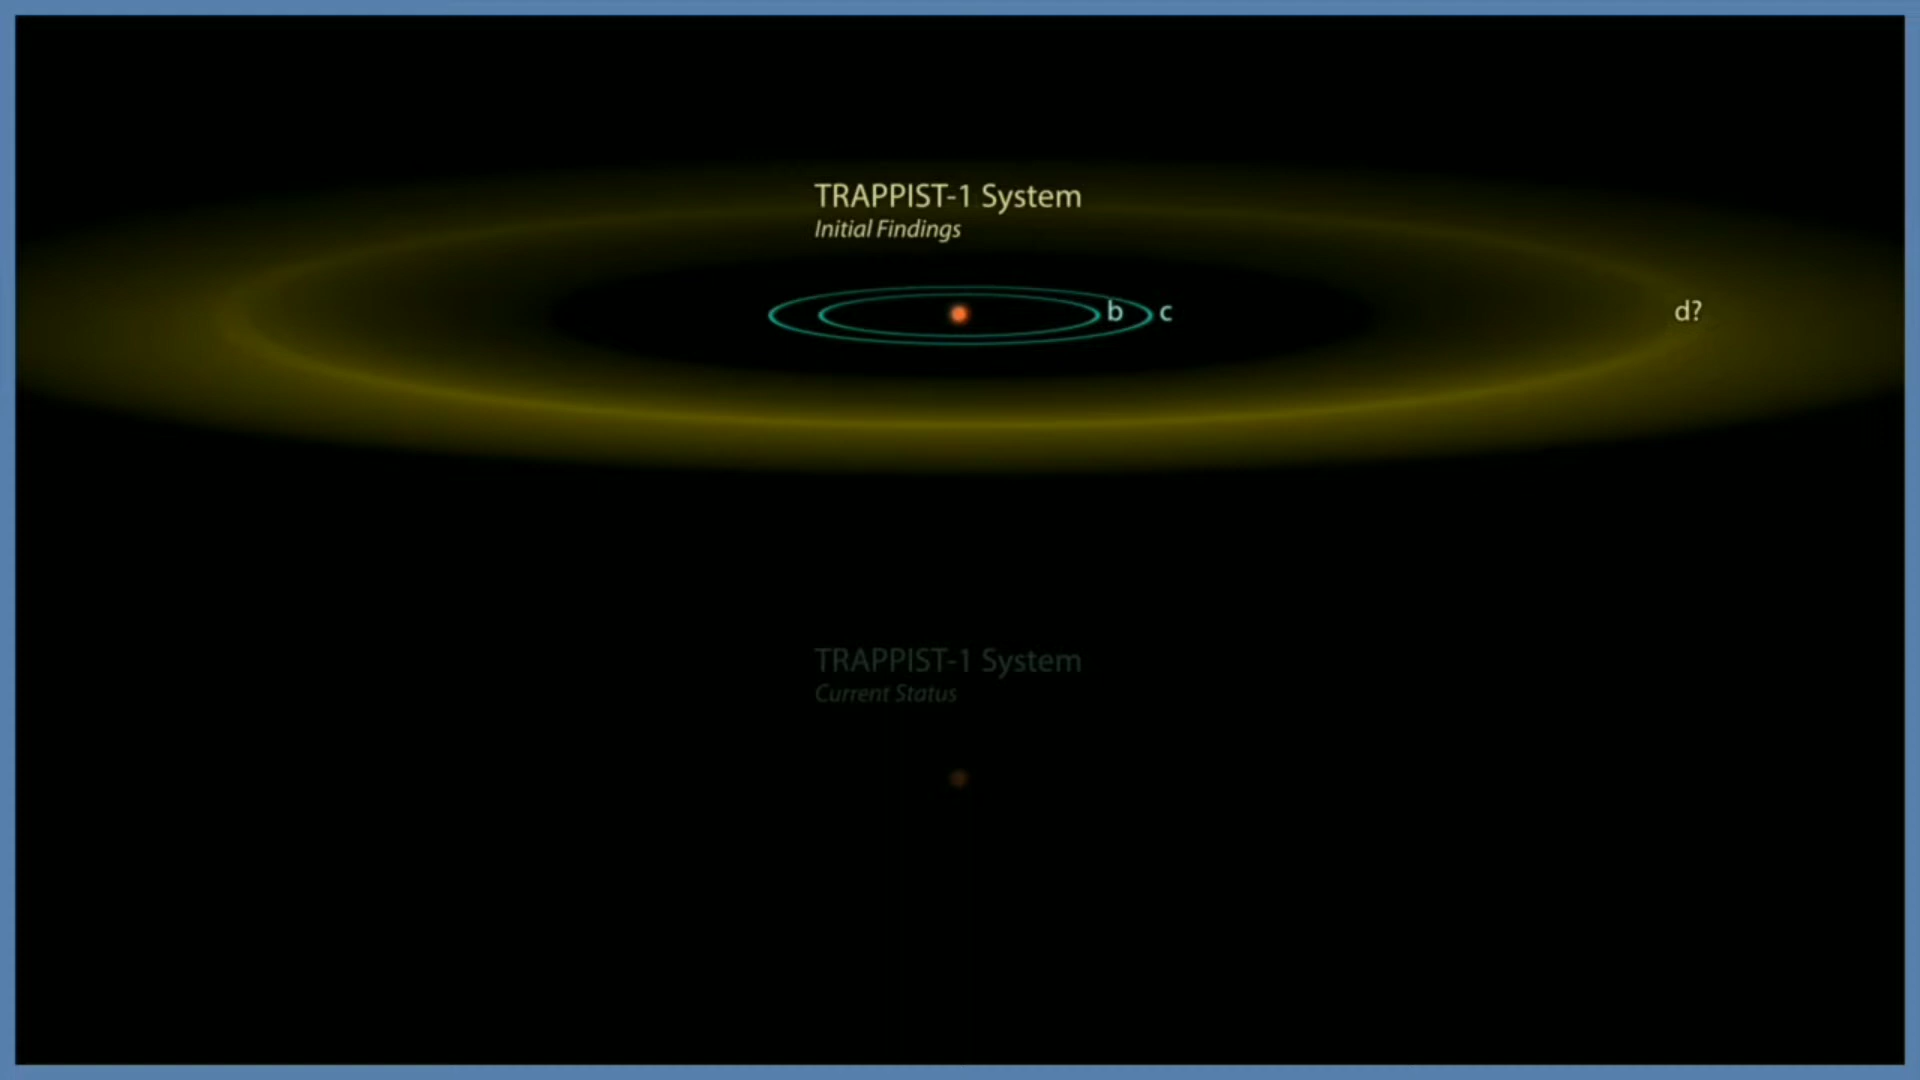 TRAPPIST-1 System
Initial Findings
b c d?
TRAPPIST-1 System
Current Status